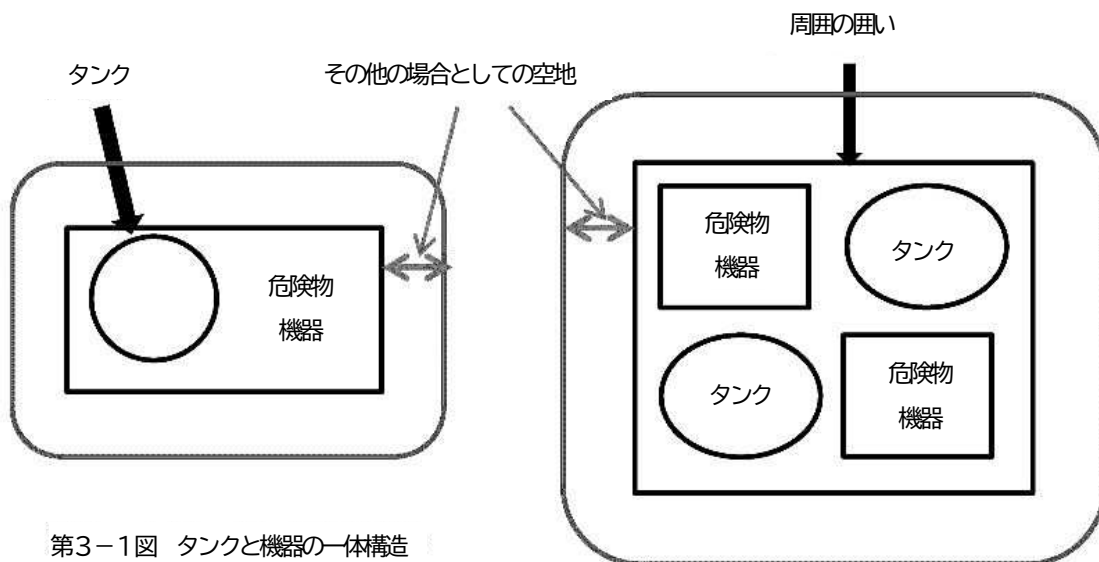 周囲の囲い
タンク
その他の場合としての空地
危険物
機器
タンク
危険物
機器
タンク
危険物
機器
第3－1図 タンクと機器の一体構造